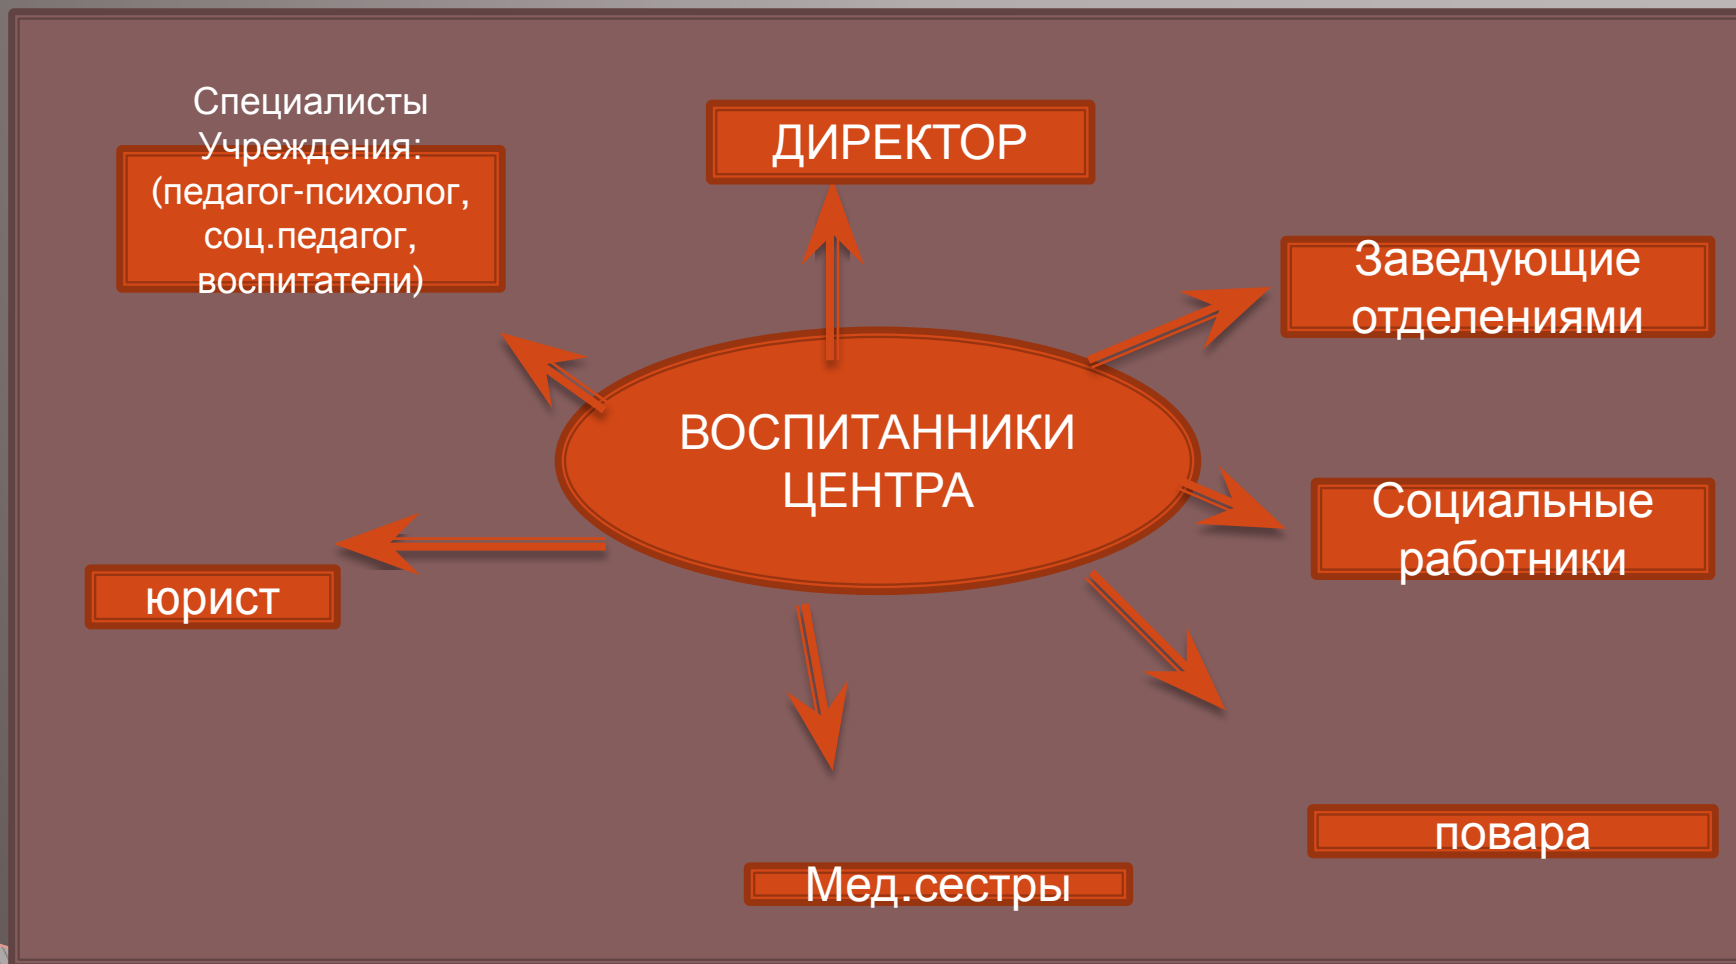 Специалисты
Учреждения:
(педагог-психолог,
соц.педагог,
воспитатели)
ДИРЕКТОР
Заведующие
отделениями
ВОСПИТАННИКИ
ЦЕНТРА
Социальные
работники
юрист
повара
Мед.сестры